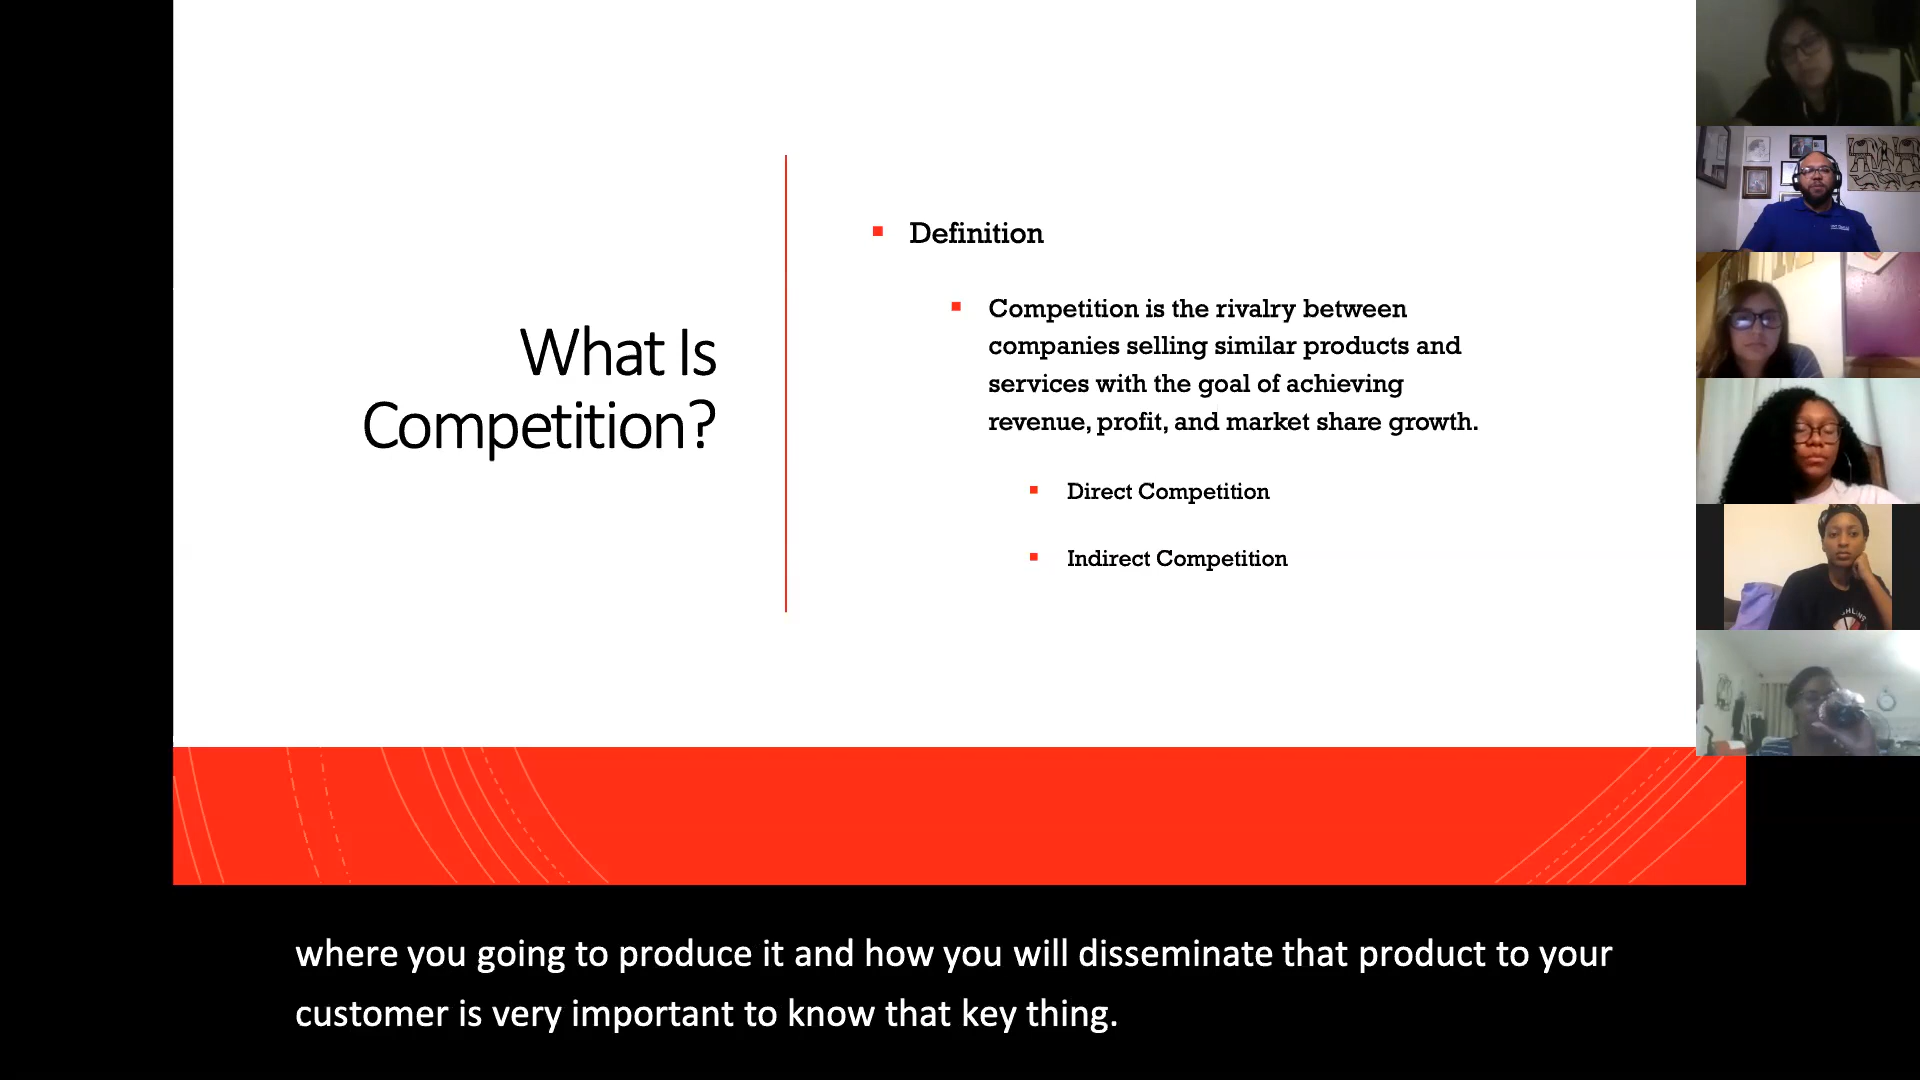 What Is
Competition?
Definition
Competition is the rivalry between
companies selling similar products and
services with the goal of achieving
revenue, profit, and market share growth.
Direct Competition
Indirect Competition
where you going to produce it and how you will disseminate that product to your
customer is very important to know that key thing.